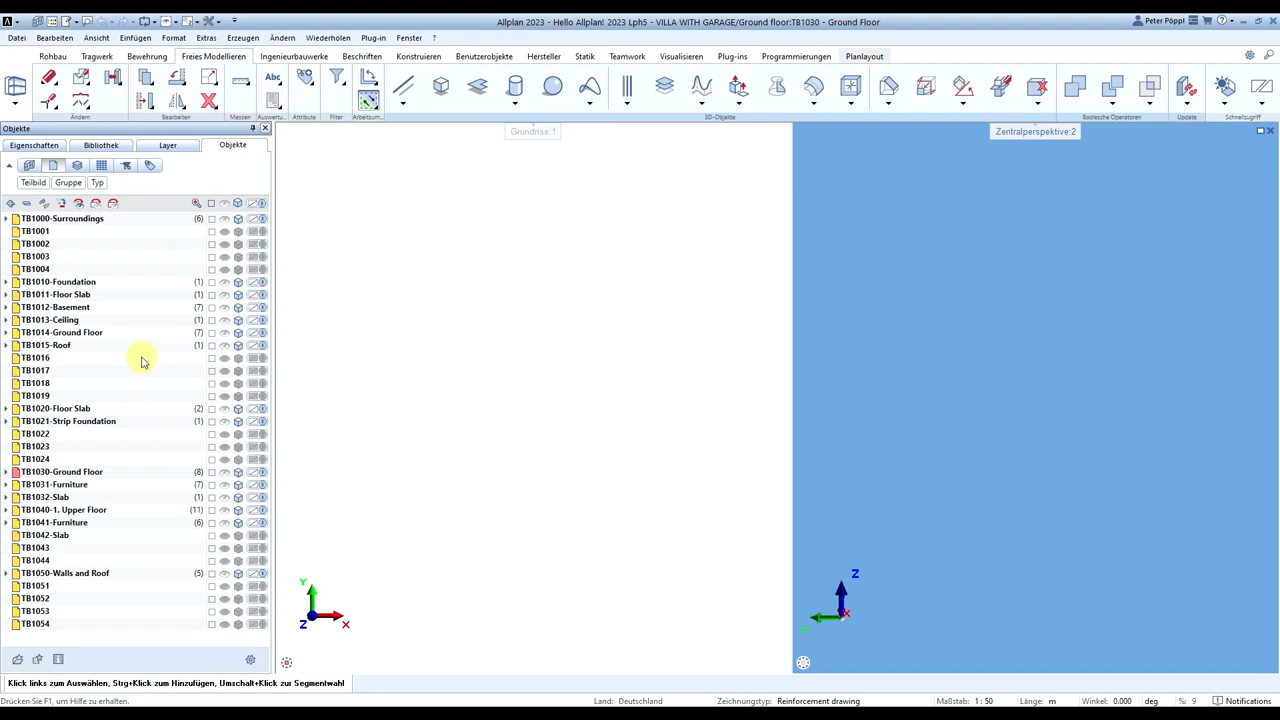 Allplan 2023 - Hello Allplan! 2023 Lph5 - VILLA WITH GARAGE/Ground floor:TB1030 - Ground Floor
Peter Pöppl
Datei Bearbeiten Ansicht Einfügen Format Extras Erzeugen Ändern Wiederholen Plug-in Fenster ?
Rohbau Tragwerk Bewehrung Freies Modellieren Ingenieurbauwerke Beschriften Konstruieren Benutzerobjekte Hersteller Statik Teamwork Visualisieren Plug-ins Programmierungen Planlayout
Abc
Ändern Bearbeiten Messen Auswertu... Attribute Filter Arbeitsum... 3D-Objekte Boolesche Operatoren Update Schnellzugriff
Objekte
Eigenschaften Bibliothek Layer Objekte
Teilbild Gruppe Typ
TB1000-Surroundings (6)
TB1001
TB1002
TB1003
TB1004
TB1010-Foundation (1)
TB1011-Floor Slab (1)
TB1012-Basement (7)
TB1013-Ceiling (1)
TB1014-Ground Floor (7)
TB1015-Roof (1)
TB1016
TB1017
TB1018
TB1019
TB1020-Floor Slab (2)
TB1021-Strip Foundation (1)
TB1022
TB1023
TB1024
TB1030-Ground Floor (8)
TB1031-Furniture (7)
TB1032-Slab (1)
TB1040-1. Upper Floor (11)
TB1041-Furniture (6)
TB1042-Slab
TB1043
TB1044
TB1050-Walls and Roof (5)
TB1051
TB1052
TB1053
TB1054
Grundriss:1
Zentralperspektive:2
Y
Z X
Z
X
Klick links zum Auswählen, Strg+Klick zum Hinzufügen, Umschalt+Klick zur Segmentwahl
Drücken Sie F1, um Hilfe zu erhalten. Land: Deutschland Zeichnungstyp: Reinforcement drawing Maßstab: 1 : 50 Länge: m Winkel: 0.000 deg %: 9 Notifications